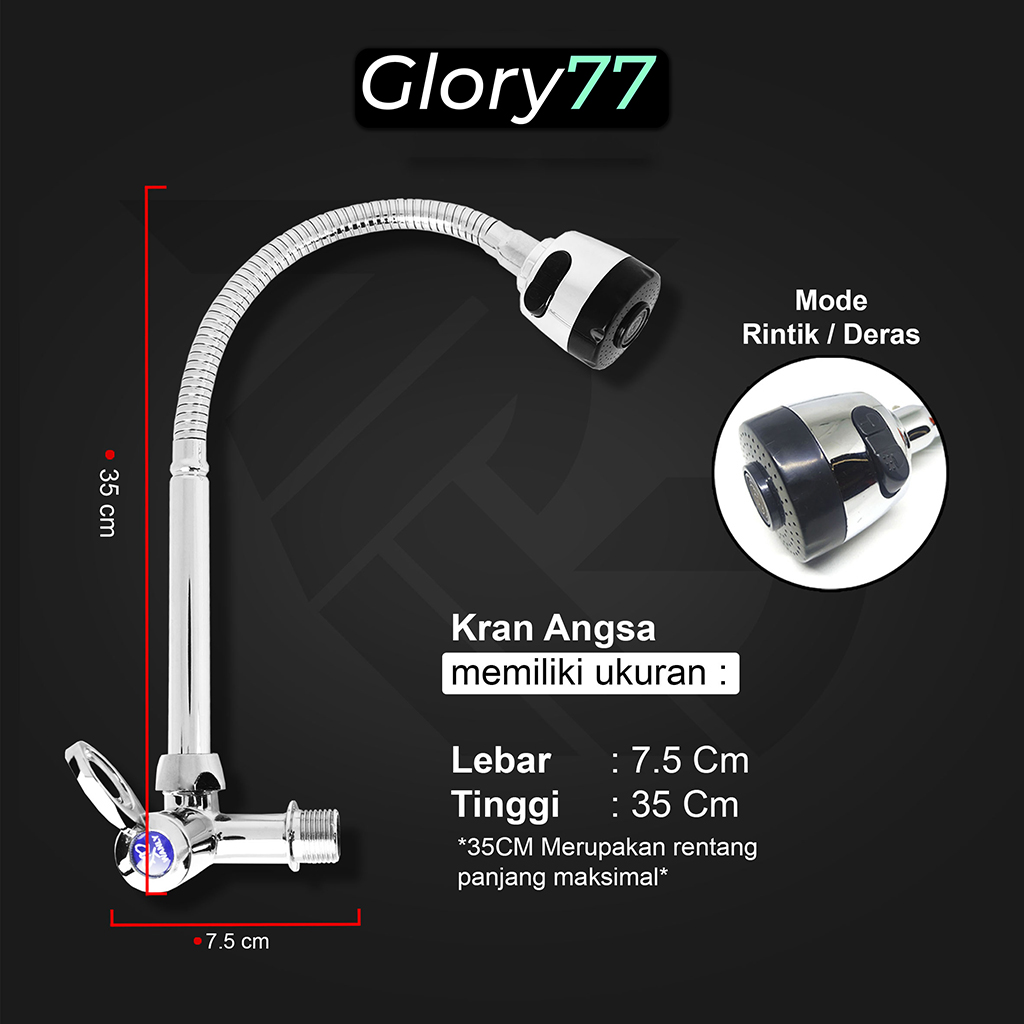 Glory77
Mode
Rintik / Deras
35 cm
Kran Angsa
memiliki ukuran :
Lebar : 7.5 Cm
Tinggi : 35 Cm
*35CM Merupakan rentang
panjang maksimal*
7.5 cm